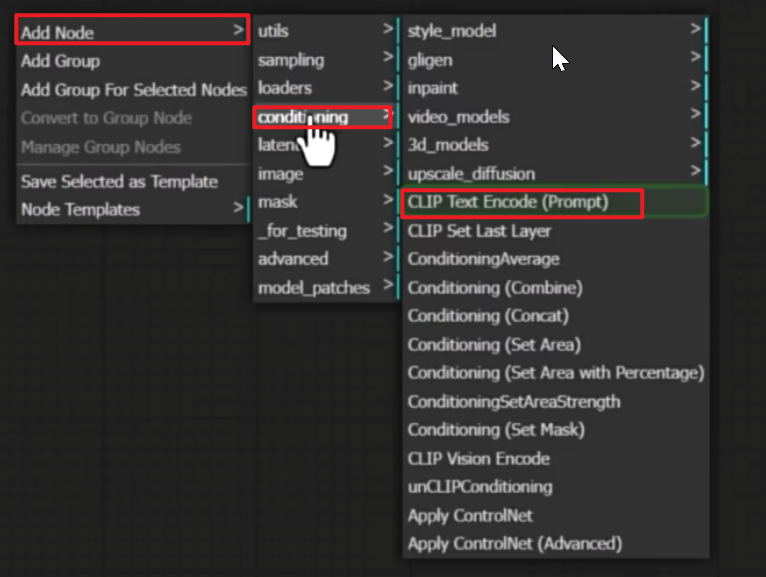 Add Node >
Add Group
Add Group For Selected Nodes
Convert to Group Node
Manage Group Nodes
Save Selected as Template
Node Templates >
utils >
sampling >
loaders >
conditioning >
image >
mask >
_for_testing >
advanced >
model_patches >
style_model >
gligen >
inpaint >
video_models >
3d_models >
upscale_diffusion >
CLIP Text Encode (Prompt)
CLIP Set Last Layer
ConditioningAverage
Conditioning (Combine)
Conditioning (Concat)
Conditioning (Set Area)
Conditioning (Set Area with Percentage)
ConditioningSetAreaStrength
Conditioning (Set Mask)
CLIP Vision Encode
unCLIPConditioning
Apply ControlNet
Apply ControlNet (Advanced)